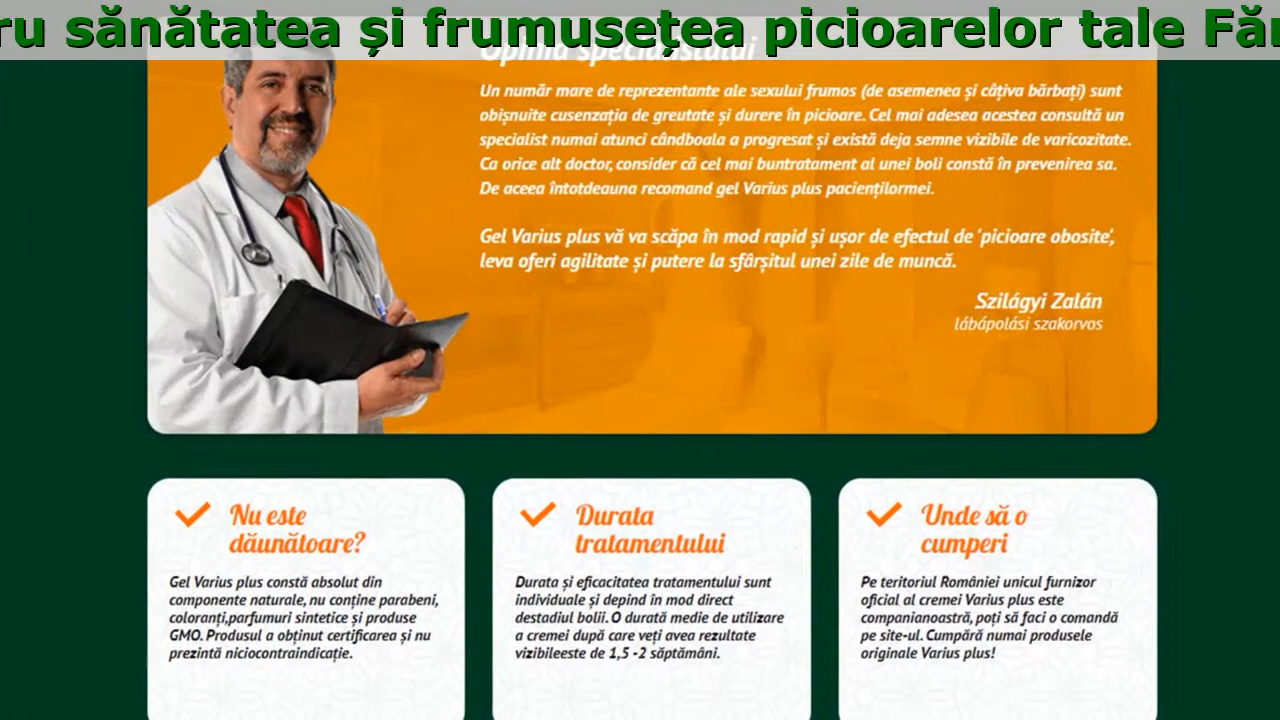 ru sănătatea și frumusețea picioarelor tale Făr
Opinia specialistului
Un număr mare de reprezentante ale sexului frumos (de asemenea și câțiva bărbați) sunt
obișnuite cusenzația de greutate și durere în picioare. Cel mai adesea acestea consultă un
specialist numai atunci cândboala a progresat și există deja semne vizibile de varicozitate.
Ca orice alt doctor, consider că cel mai buntratament al unei boli constă în prevenirea sa.
De aceea întotdeauna recomand gel Varius plus paciențilormei.
Gel Varius plus vă va scăpa în mod rapid și ușor de efectul de 'picioare obosite',
leva oferi agilitate și putere la sfârșitul unei zile de muncă.
Szilágyi Zalán
lábápolási szakorvos
Nu este
dăunătoare?
Gel Varius plus constă absolut din
componente naturale, nu conține parabeni,
coloranți,parfumuri sintetice și produse
GMO. Produsul a obținut certificarea și nu
prezintă niciocontraindicație.
Durata
tratamentului
Durata și eficacitatea tratamentului sunt
individuale și depind în mod direct
destadiul bolii. O durată medie de utilizare
a cremei după care veți avea rezultate
vizibileeste de 1,5 -2 săptămâni.
Unde să o
cumperi
Pe teritoriul României unicul furnizor
oficial al cremei Varius plus este
companianoastră, poți să faci o comandă
pe site-ul. Cumpără numai produsele
originale Varius plus!